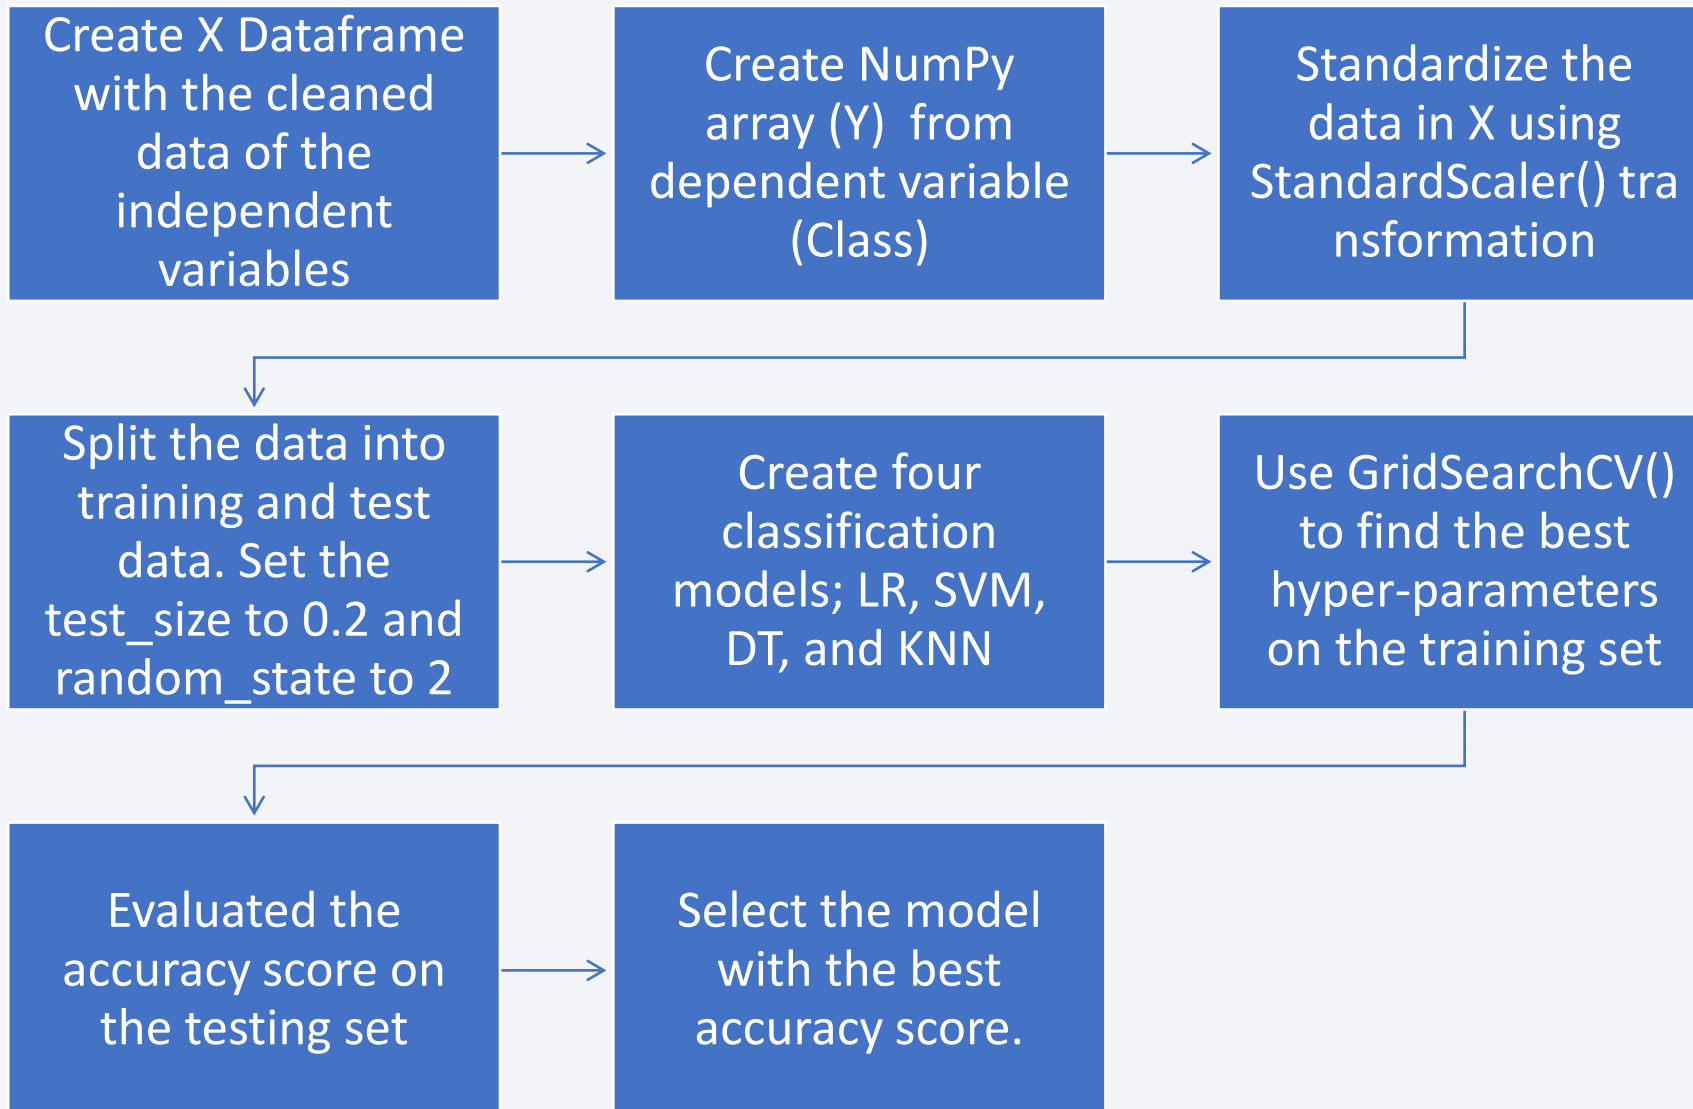 Create X Dataframe
with the cleaned
data of the
independent
variables
Create NumPy
array (Y)  from
dependent variable
(Class)
Standardize the
data in X using
StandardScaler() tra
nsformation
Split the data into
training and test
data. Set the
test_size to 0.2 and
random_state to 2
Create four
classification
models; LR, SVM,
DT, and KNN
Use GridSearchCV()
to find the best
hyper-parameters
on the training set
Evaluated the
accuracy score on
the testing set
Select the model
with the best
accuracy score.